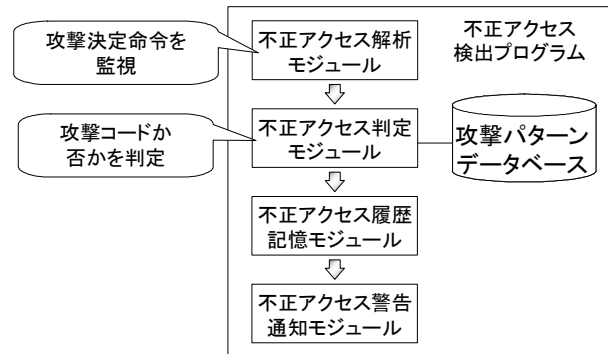 攻撃決定命令を
監視
不正アクセス解析
モジュール
不正アクセス
検出プログラム
攻撃コードか
否かを判定
不正アクセス判定
モジュール
攻撃パターン
データベース
不正アクセス履歴
記憶モジュール
不正アクセス警告
通知モジュール